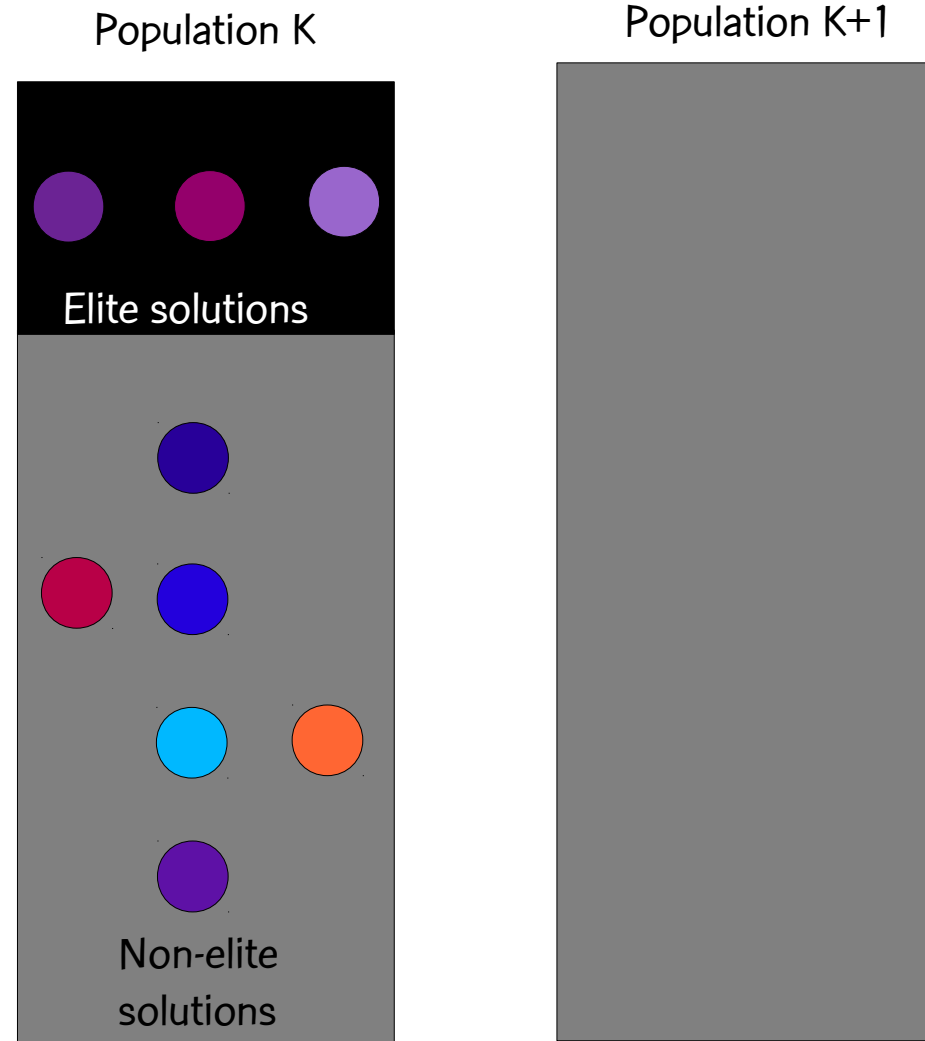 Population K
Population K+1
Elite solutions
Non-elite
solutions